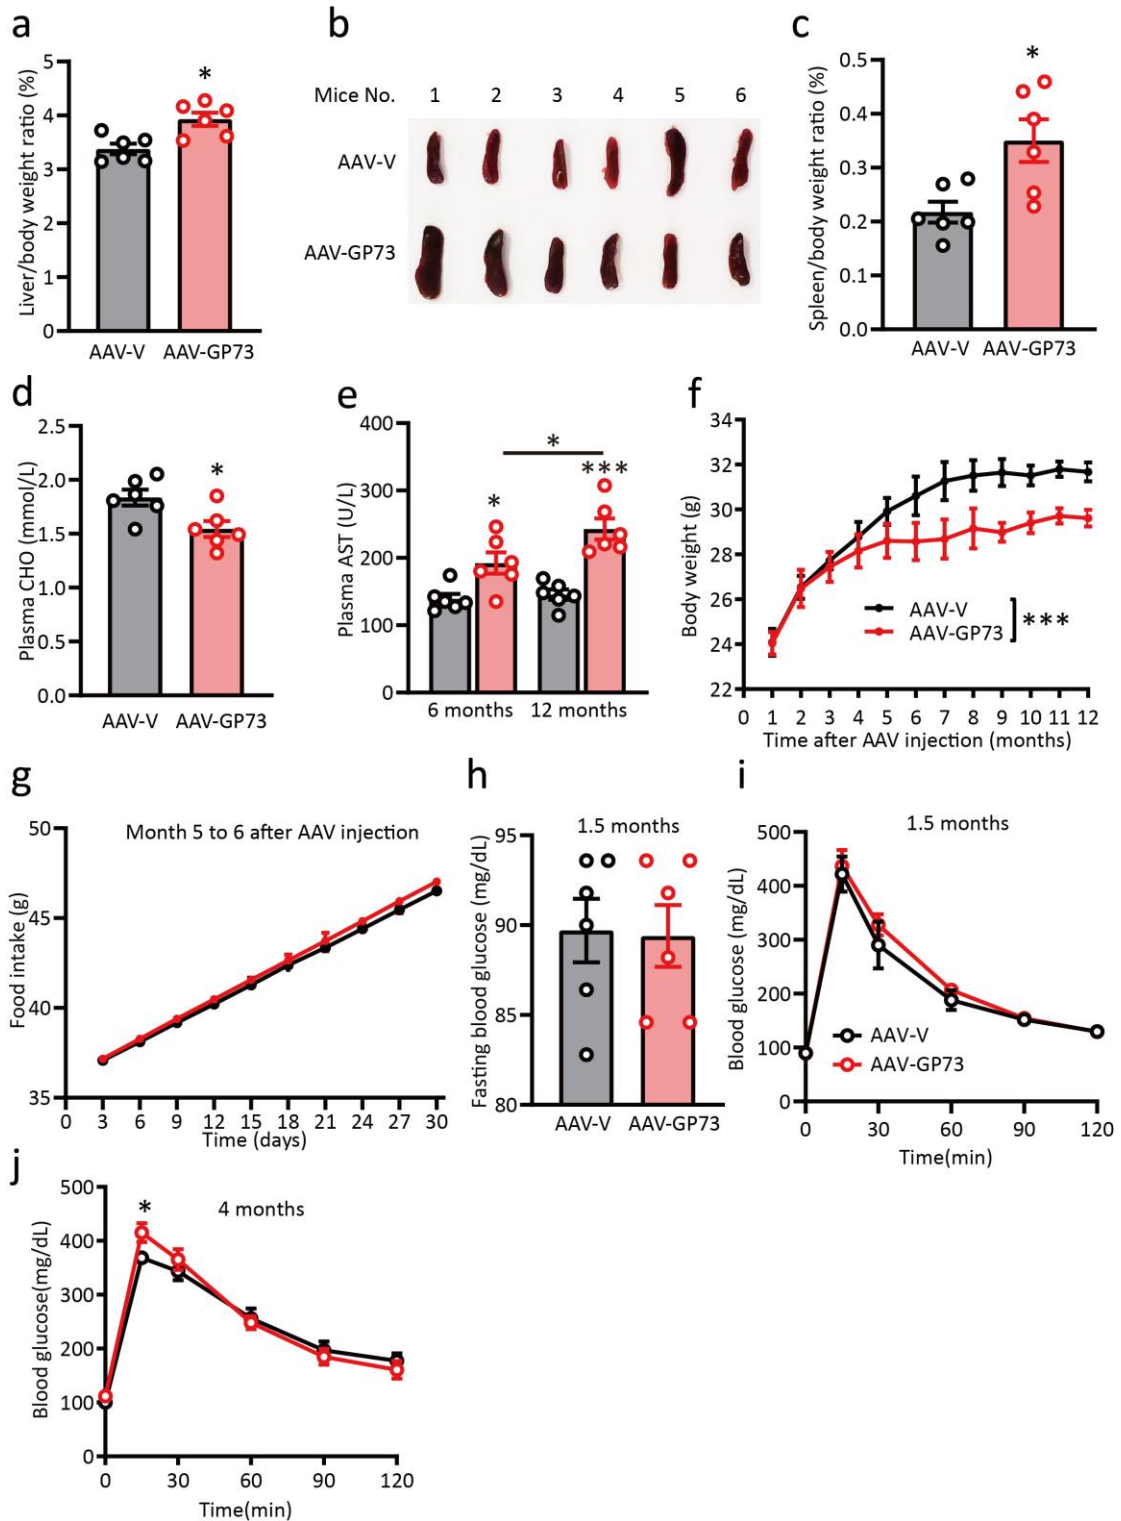 a
Liver/body weight ratio (%)
5
4
3
2
1
0
*
AAV-V AAV-GP73
b
Mice No. 1 2 3 4 5 6
AAV-V
AAV-GP73
c
Spleen/body weight ratio (%)
0.5
0.4
0.3
0.2
0.1
0.0
*
AAV-V AAV-GP73
d
Plasma CHO (mmol/L)
2.5
2.0
1.5
1.0
0.5
0.0
*
AAV-V AAV-GP73
e
Plasma AST (U/L)
400
300
200
100
0
*
*
***
6 months 12 months
f
Body weight (g)
34
32
30
28
26
24
22
AAV-V
AAV-GP73
***
0 1 2 3 4 5 6 7 8 9 10 11 12
Time after AAV injection (months)
g
Month 5 to 6 after AAV injection
Food intake (g)
50
45
40
35
0 3 6 9 12 15 18 21 24 27 30
Time (days)
h
1.5 months
Fasting blood glucose (mg/dL)
95
90
85
80
AAV-V AAV-GP73
i
1.5 months
Blood glucose (mg/dL)
500
400
300
200
100
0
AAV-V
AAV-GP73
0 30 60 90 120
Time(min)
j
4 months
Blood glucose(mg/dL)
500
400
300
200
100
0
*
0 30 60 90 120
Time(min)